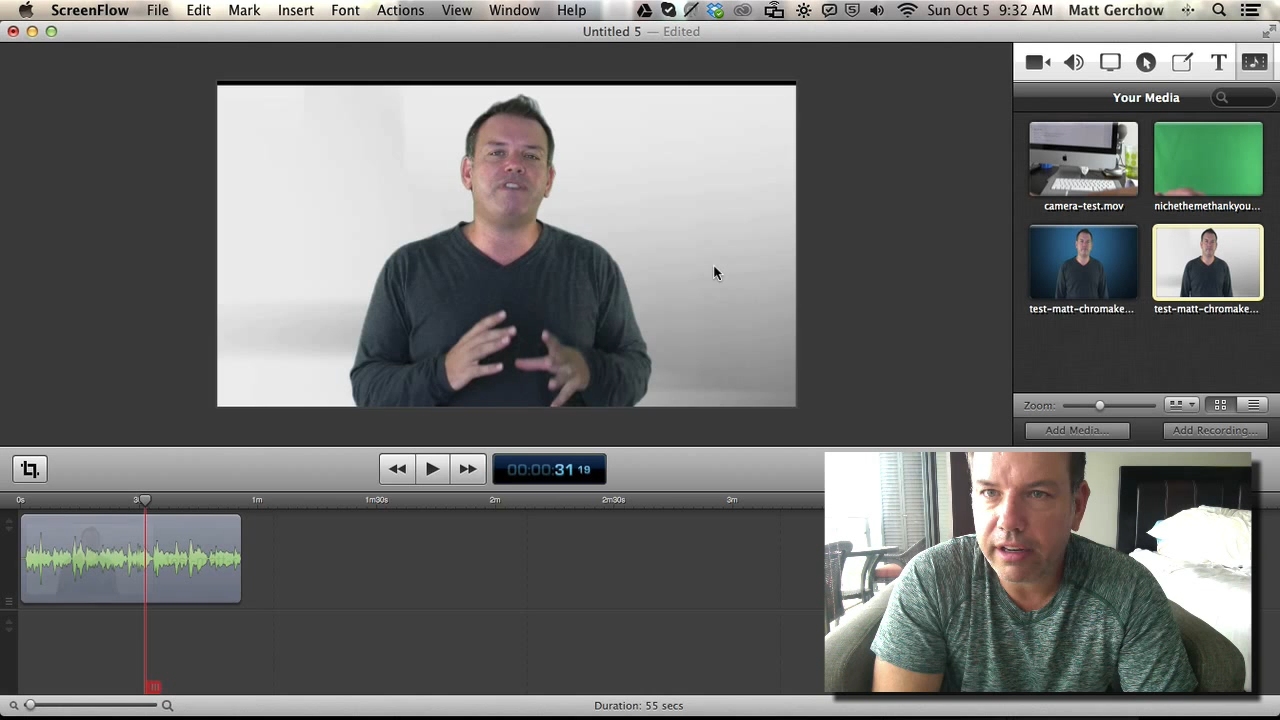 ScreenFlow File Edit Mark Insert Font Actions View Window Help Sun Oct 5 9:32 AM Matt Gerchow
Untitled 5 — Edited
T
Your Media
camera-test.mov nichethemethankyou...
test-matt-chromake... test-matt-chromake...
Zoom:
Add Media... Add Recording...
00:00:31 19
0s 1m 1m30s 2m 2m30s 3m
Duration: 55 secs